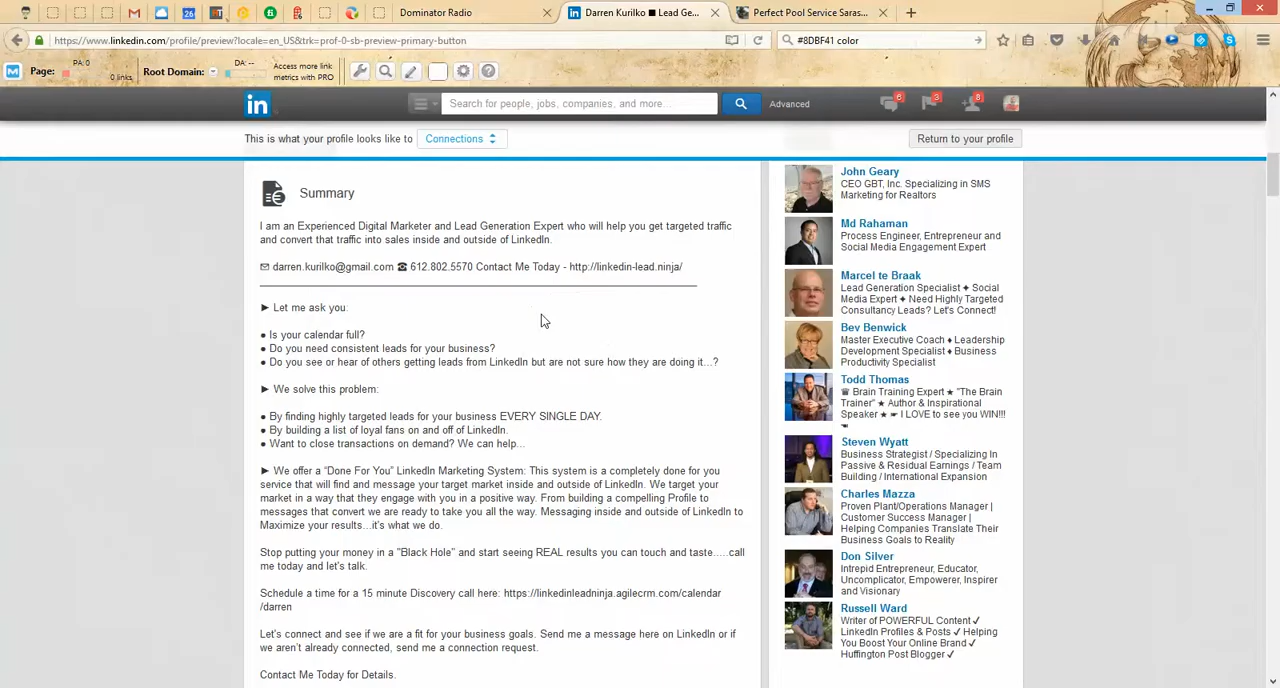 Dominator Radio
Darren Kurilko ■ Lead Ge...
Perfect Pool Service Saras...
https://www.linkedin.com/profile/preview?locale=en_US&trk=prof-0-sb-preview-primary-button
#8DBF41 color
Page:
PA: 0
0 links
Root Domain:
DA: --
Access more link
metrics with PRO
in
Search for people, jobs, companies, and more...
Advanced
6
3
8
This is what your profile looks like to
Connections
Return to your profile
Summary
I am an Experienced Digital Marketer and Lead Generation Expert who will help you get targeted traffic
and convert that traffic into sales inside and outside of LinkedIn.
✉ darren.kurilko@gmail.com ☎ 612.802.5570 Contact Me Today - http://linkedin-lead.ninja/
► Let me ask you:
● Is your calendar full?
● Do you need consistent leads for your business?
● Do you see or hear of others getting leads from LinkedIn but are not sure how they are doing it...?
► We solve this problem:
● By finding highly targeted leads for your business EVERY SINGLE DAY.
● By building a list of loyal fans on and off of LinkedIn.
● Want to close transactions on demand? We can help...
► We offer a “Done For You” LinkedIn Marketing System: This system is a completely done for you
service that will find and message your target market inside and outside of LinkedIn. We target your
market in a way that they engage with you in a positive way. From building a compelling Profile to
messages that convert we are ready to take you all the way. Messaging inside and outside of LinkedIn to
Maximize your results...it's what we do.
Stop putting your money in a "Black Hole" and start seeing REAL results you can touch and taste.....call
me today and let's talk.
Schedule a time for a 15 minute Discovery call here: https://linkedinleadninja.agilecrm.com/calendar
/darren
Let's connect and see if we are a fit for your business goals. Send me a message here on LinkedIn or if
we aren't already connected, send me a connection request.
Contact Me Today for Details.
John Geary
CEO GBT, Inc. Specializing in SMS
Marketing for Realtors
Md Rahaman
Process Engineer, Entrepreneur and
Social Media Engagement Expert
Marcel te Braak
Lead Generation Specialist ✦ Social
Media Expert ✦ Need Highly Targeted
Consultancy Leads? Let's Connect!
Bev Benwick
Master Executive Coach ♦ Leadership
Development Specialist ♦ Business
Productivity Specialist
Todd Thomas
♛ Brain Training Expert ★ "The Brain
Trainer" ★ Author & Inspirational
Speaker ★ ☛ I LOVE to see you WIN!!!
☚
Steven Wyatt
Business Strategist / Specializing In
Passive & Residual Earnings / Team
Building / International Expansion
Charles Mazza
Proven Plant/Operations Manager |
Customer Success Manager |
Helping Companies Translate Their
Business Goals to Reality
Don Silver
Intrepid Entrepreneur, Educator,
Uncomplicator, Empowerer, Inspirer
and Visionary
Russell Ward
Writer of POWERFUL Content ✓
LinkedIn Profiles & Posts ✓ Helping
You Boost Your Online Brand ✓
Huffington Post Blogger ✓